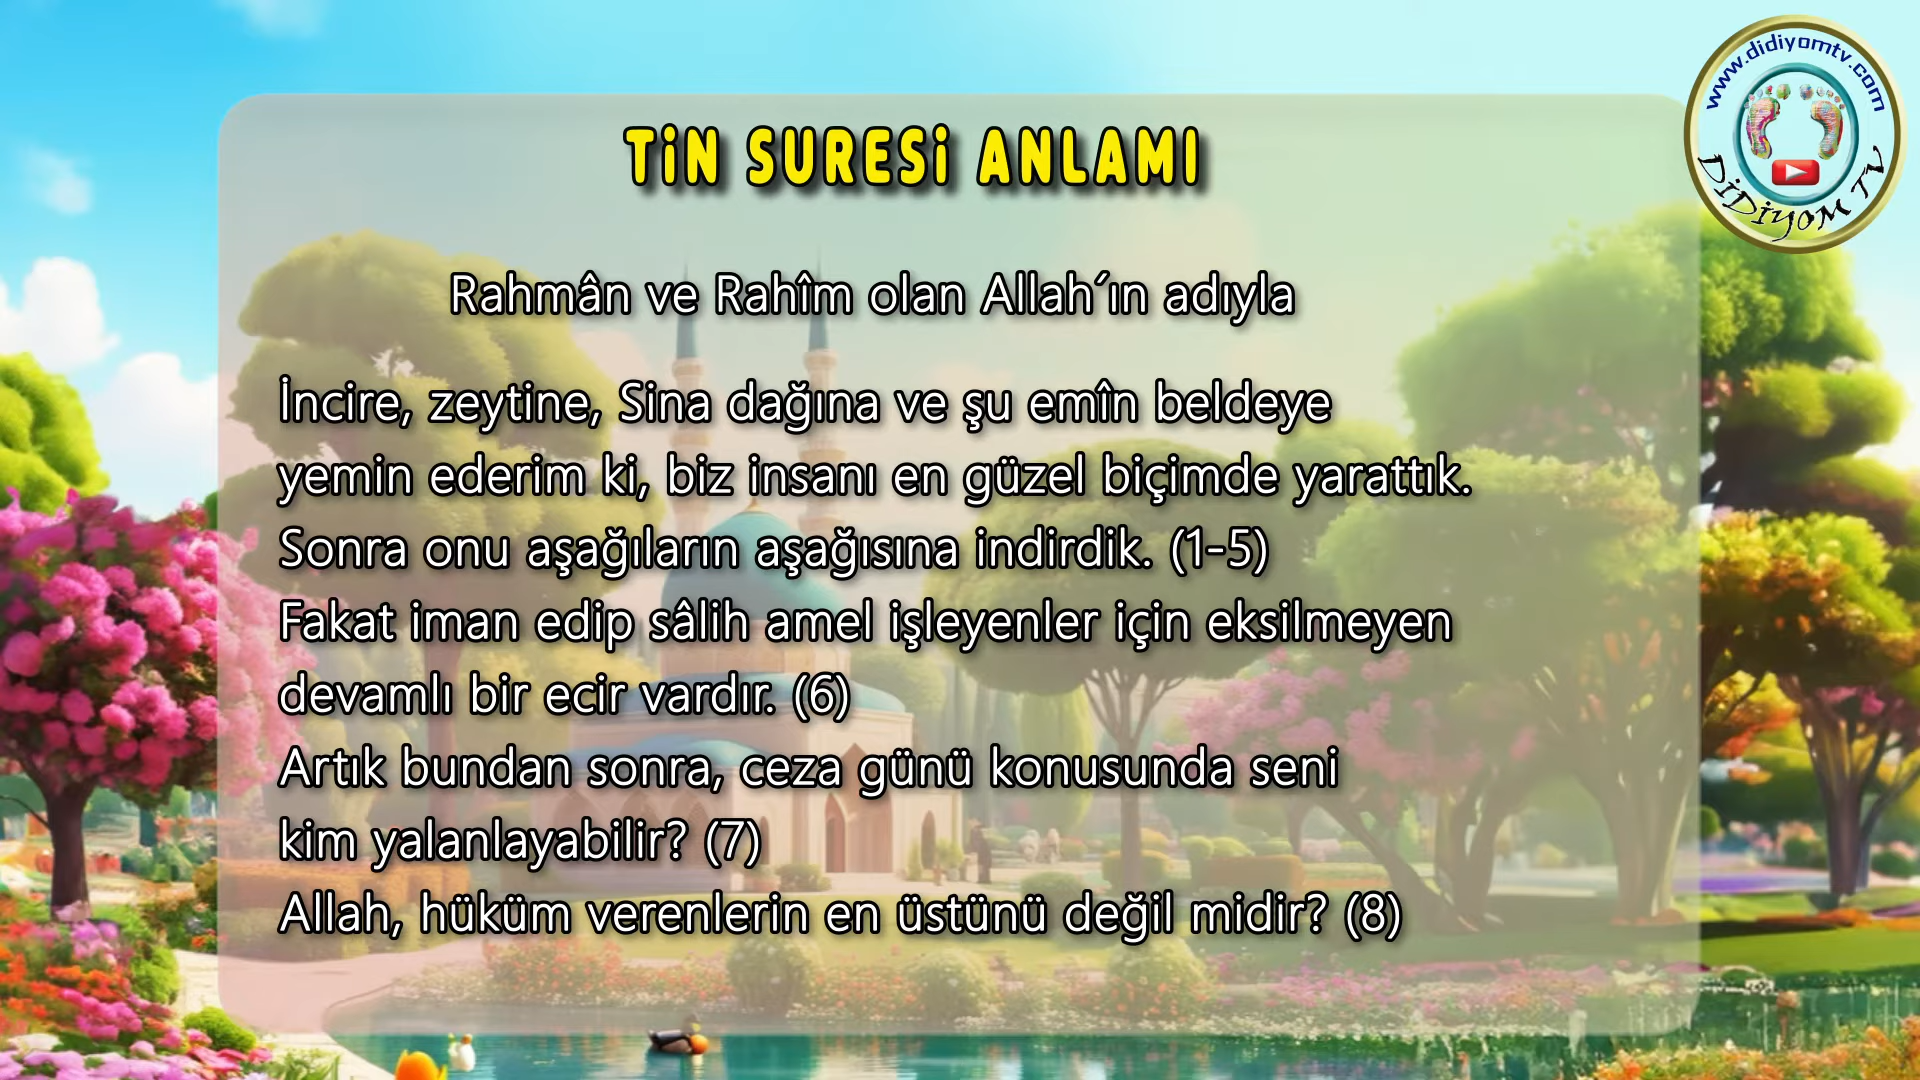 www.didiyomtv.com
DİDİYOM TV
TİN SURESİ ANLAMI
Rahmân ve Rahîm olan Allah´ın adıyla
İncire, zeytine, Sina dağına ve şu emîn beldeye
yemin ederim ki, biz insanı en güzel biçimde yarattık.
Sonra onu aşağıların aşağısına indirdik. (1-5)
Fakat iman edip sâlih amel işleyenler için eksilmeyen
devamlı bir ecir vardır. (6)
Artık bundan sonra, ceza günü konusunda seni
kim yalanlayabilir? (7)
Allah, hüküm verenlerin en üstünü değil midir? (8)